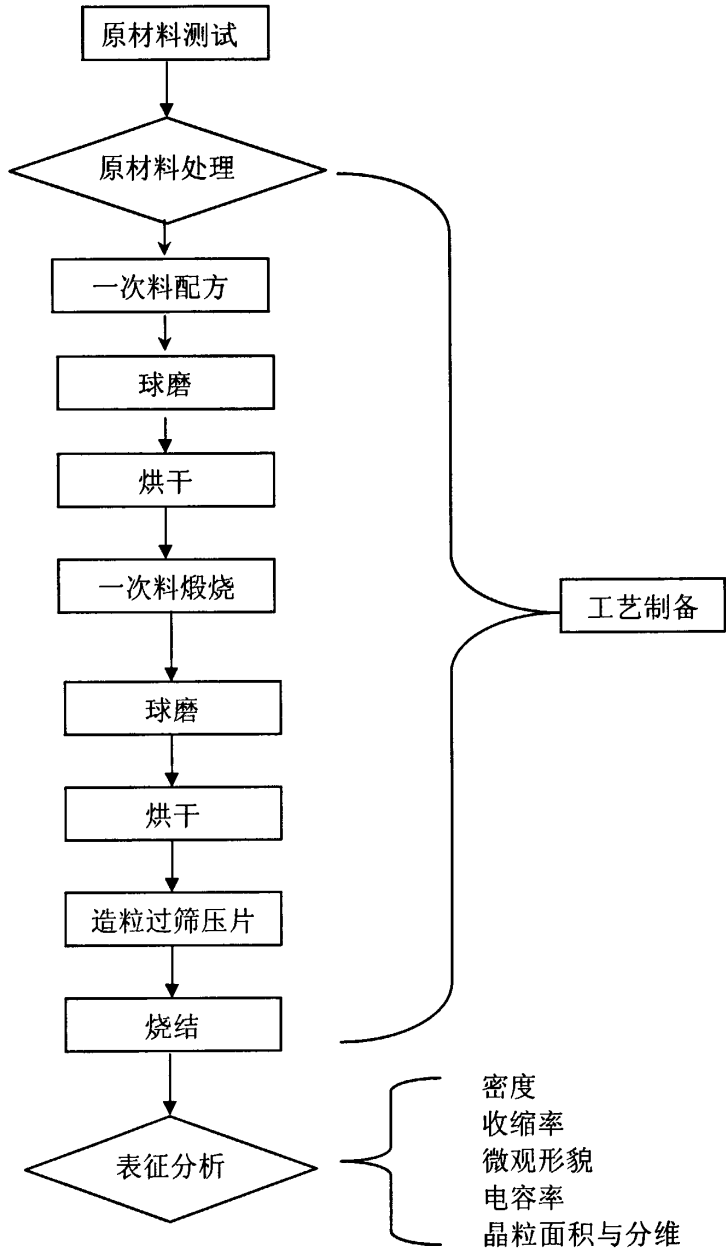 原材料测试
原材料处理
一次料配方
球磨
烘干
一次料煅烧
工艺制备
球磨
烘干
造粒过筛压片
烧结
表征分析
密度
收缩率
微观形貌
电容率
晶粒面积与分维